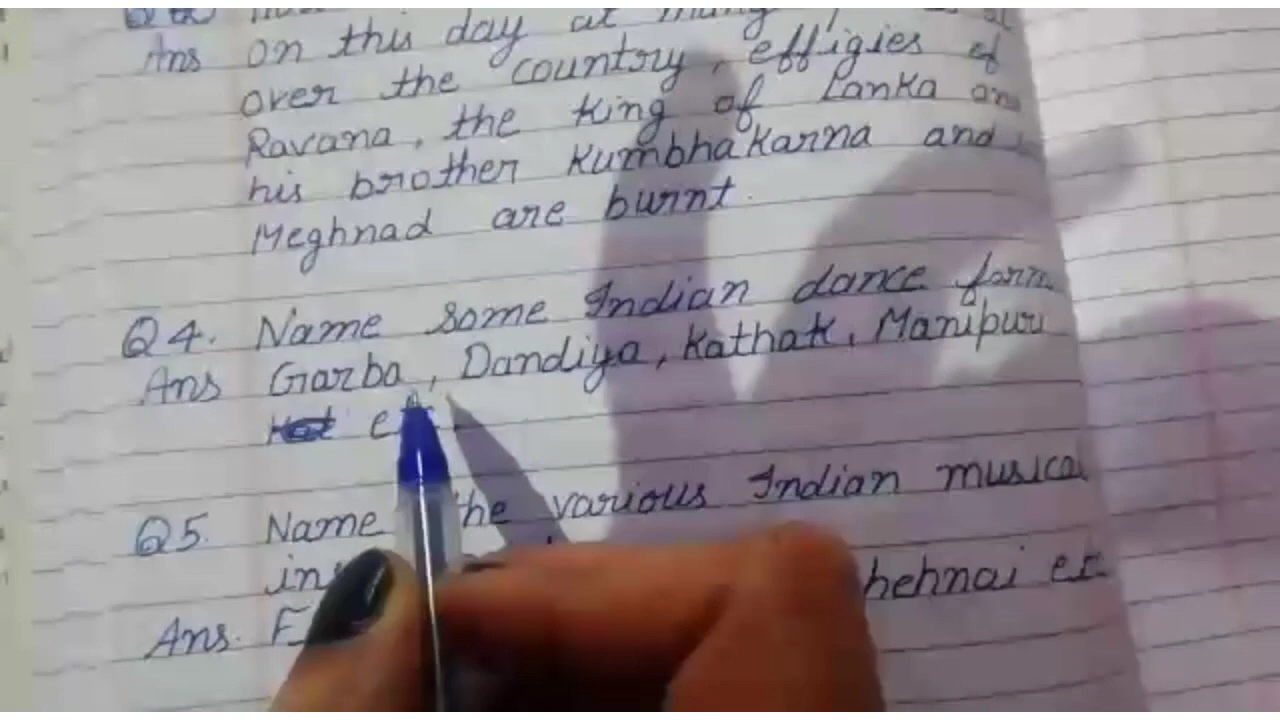 Ans on this day at many
over the country, effigies of
Ravana, the king of Lanka an
his brother Kumbhakarna and
Meghnad are burnt.
Q4. Name some Indian dance form
Ans Garba, Dandiya, Kathak, Manipuri
Q5. Name the various Indian musical
Ans.
hehnai etc